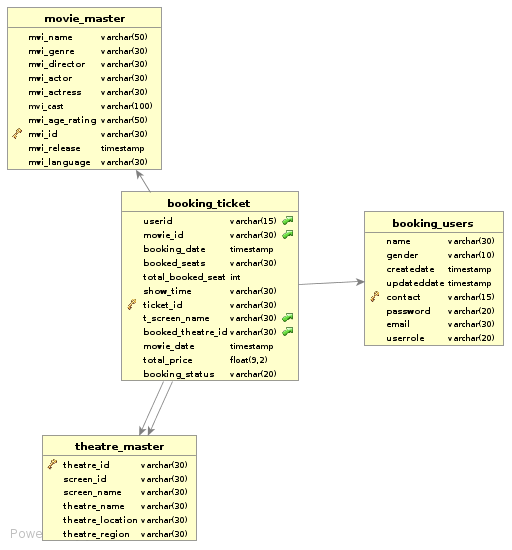 movie_master
mvi_name varchar(50)
mvi_genre varchar(30)
mvi_director varchar(30)
mvi_actor varchar(30)
mvi_actress varchar(30)
mvi_cast varchar(100)
mvi_age_rating varchar(50)
mvi_id varchar(30)
mvi_release timestamp
mvi_language varchar(30)
booking_ticket
userid varchar(15)
movie_id varchar(30)
booking_date timestamp
booked_seats varchar(30)
total_booked_seat int
show_time varchar(30)
ticket_id varchar(30)
t_screen_name varchar(30)
booked_theatre_id varchar(30)
movie_date timestamp
total_price float(9,2)
booking_status varchar(20)
booking_users
name varchar(30)
gender varchar(10)
createdate timestamp
updateddate timestamp
contact varchar(15)
password varchar(20)
email varchar(30)
userrole varchar(20)
theatre_master
theatre_id varchar(30)
screen_id varchar(30)
screen_name varchar(30)
theatre_name varchar(30)
theatre_location varchar(30)
theatre_region varchar(30)
Powe